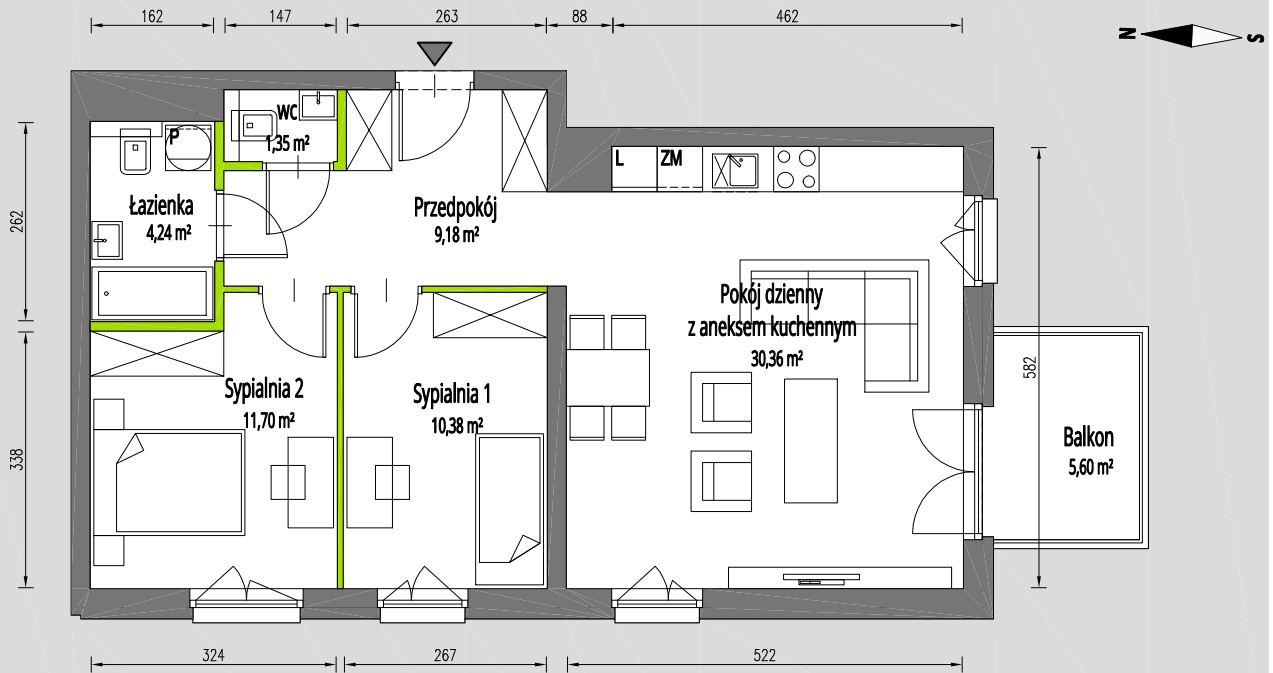 162
147
263
88
462
N
S
WC
1,35 m²
P
L
ZM
Łazienka
4,24 m²
Przedpokój
9,18 m²
262
Pokój dzienny
z aneksem kuchennym
30,36 m²
582
Sypialnia 2
11,70 m²
Sypialnia 1
10,38 m²
Balkon
5,60 m²
338
324
267
522